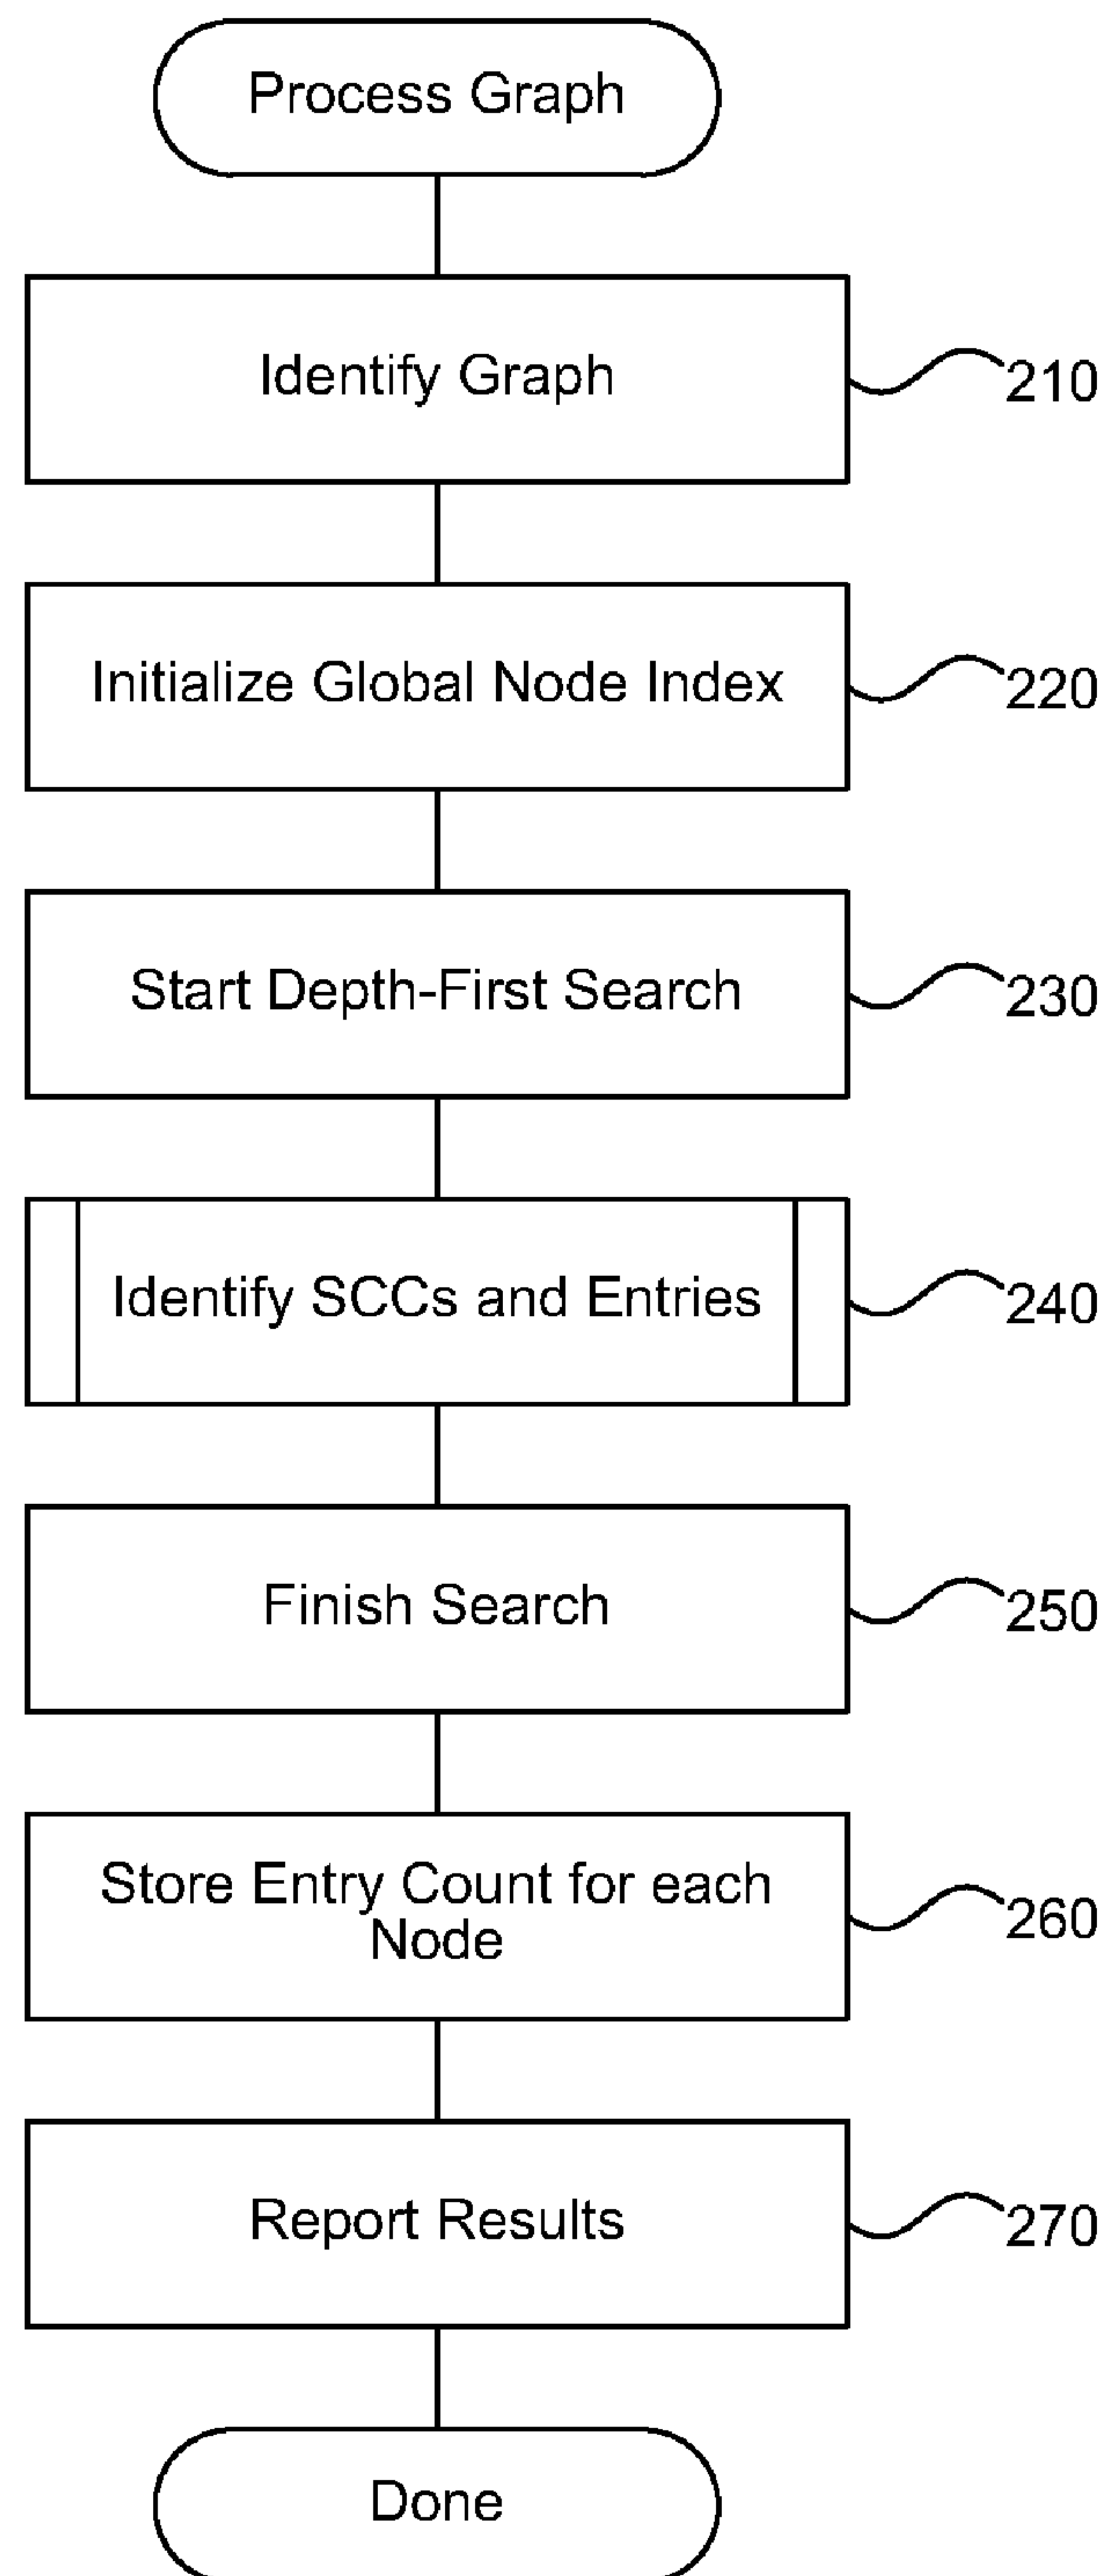 Process Graph
Identify Graph
210
Initialize Global Node Index
220
Start Depth-First Search
230
Identify SCCs and Entries
240
Finish Search
250
Store Entry Count for each
Node
260
Report Results
270
Done